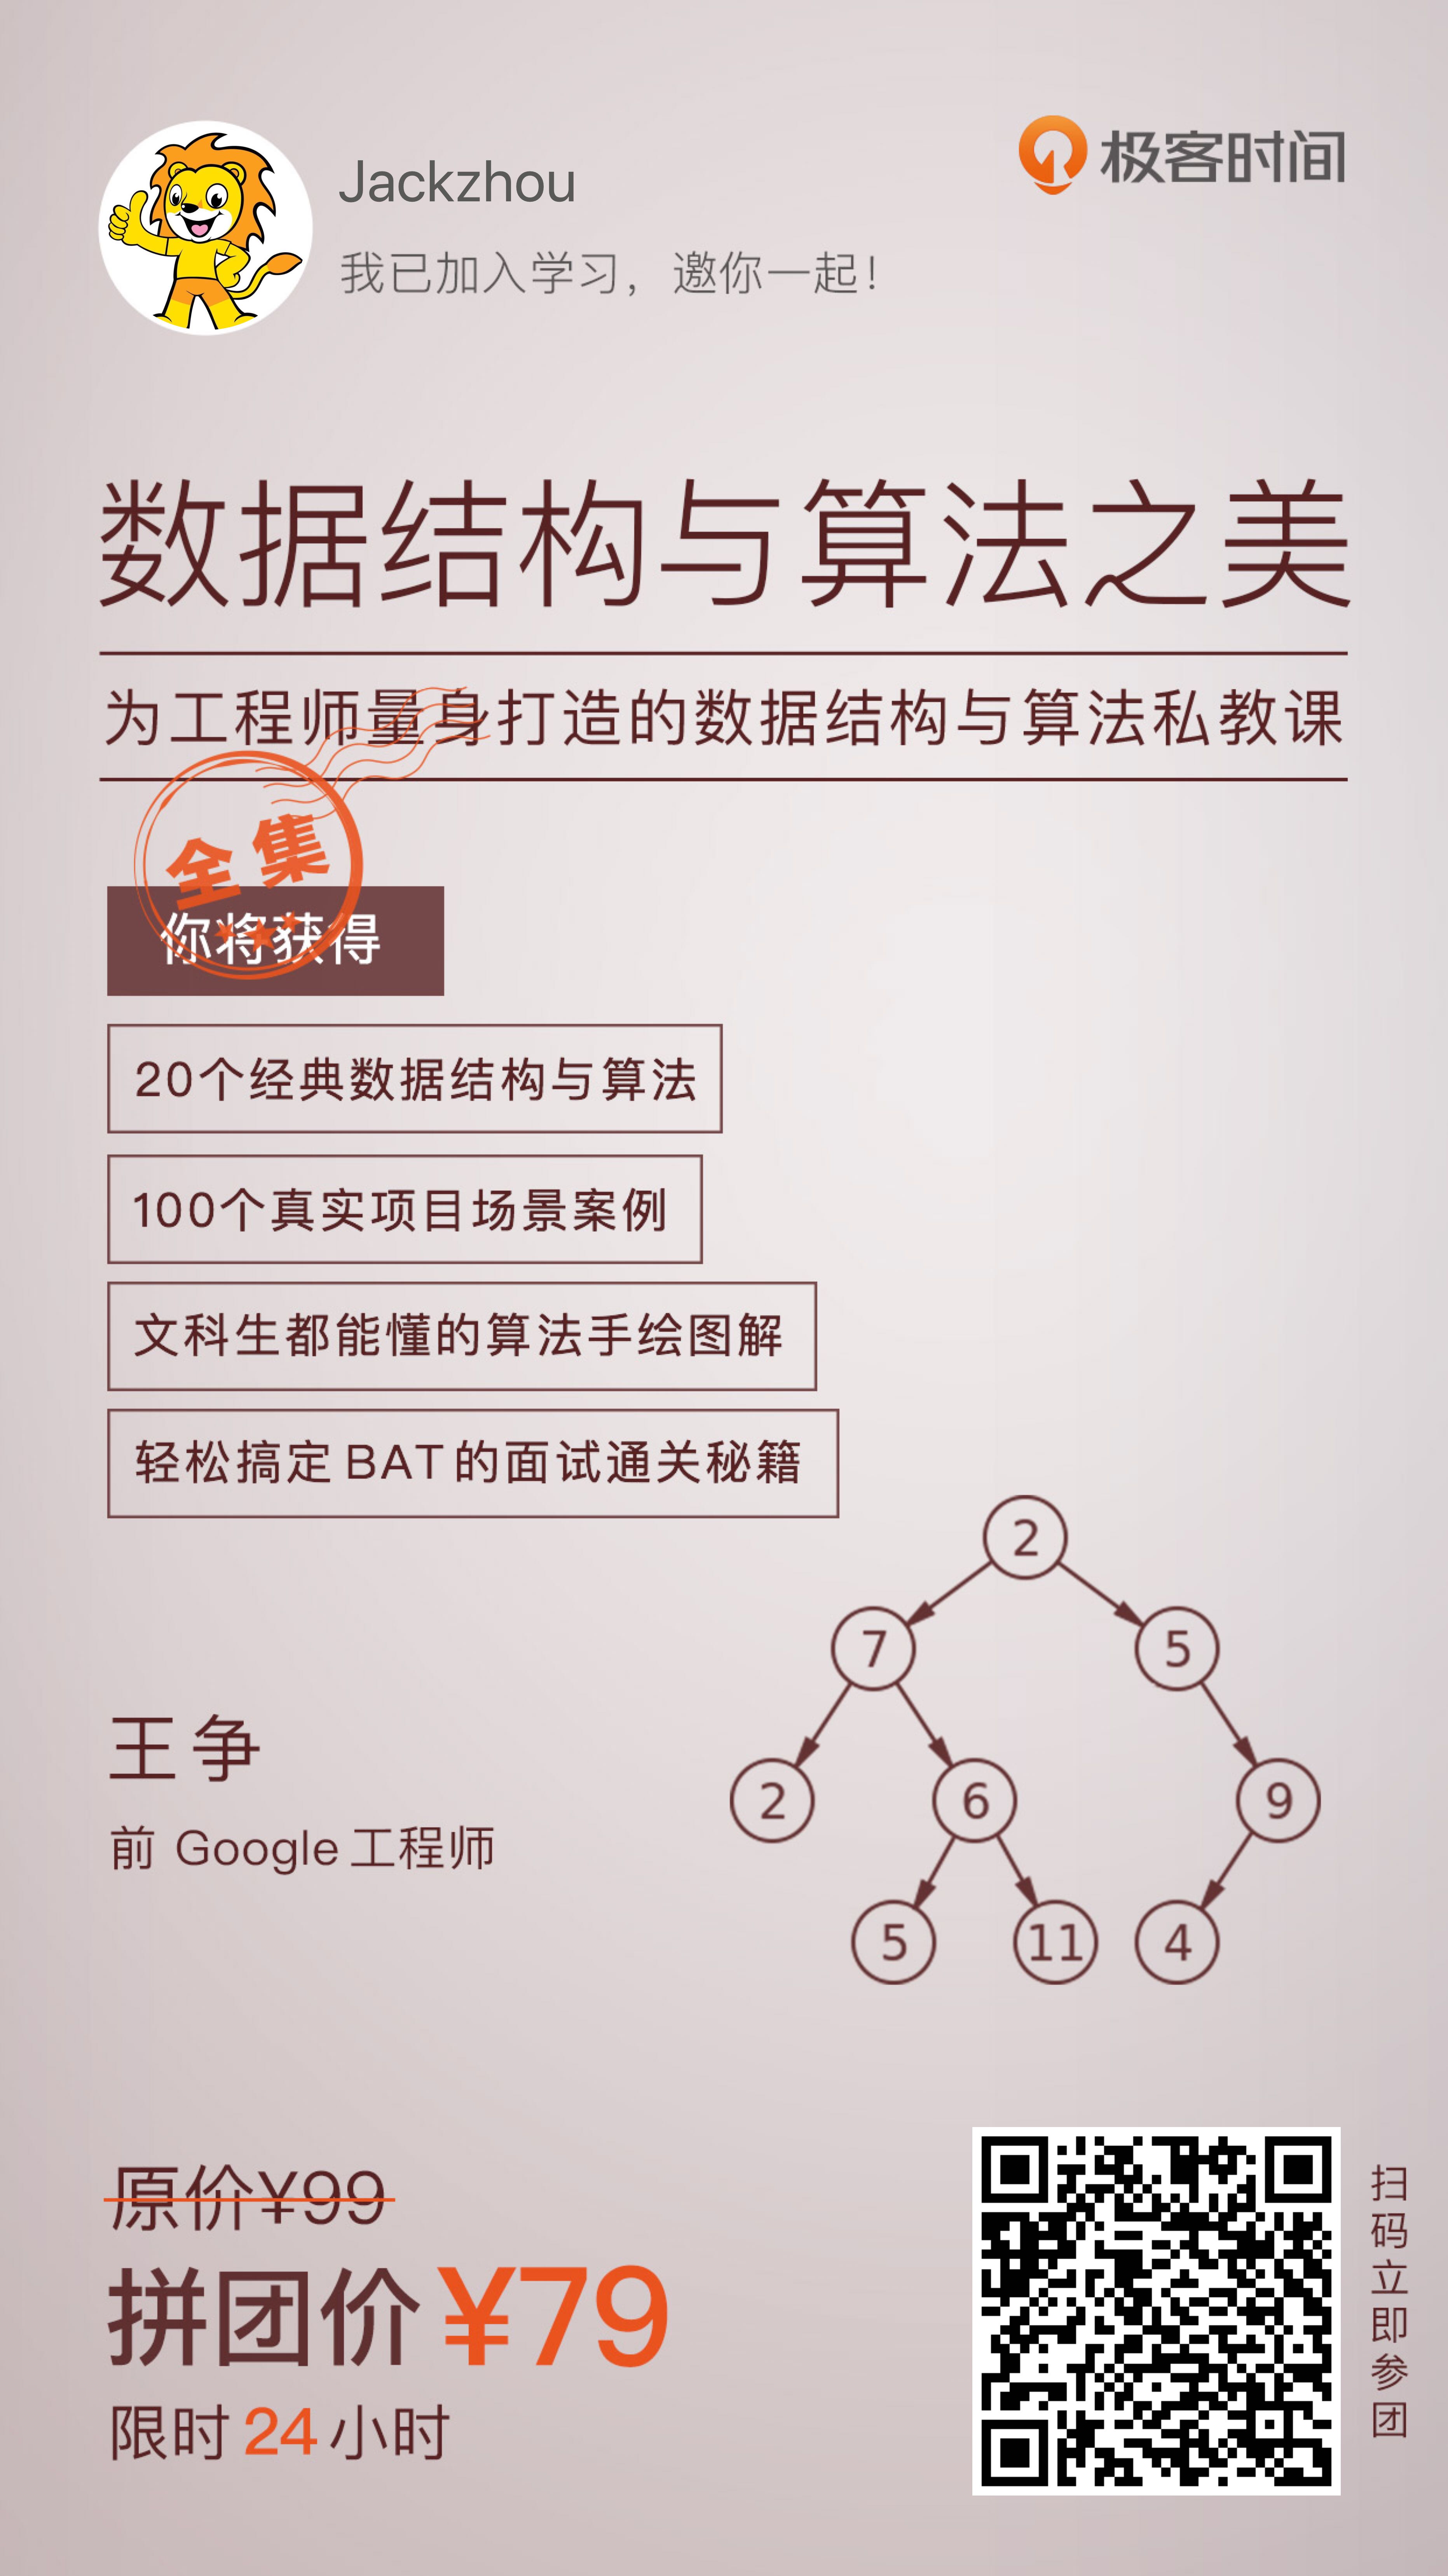 Jackzhou
我已加入学习，邀你一起！
极客时间
数据结构与算法之美
为工程师量身打造的数据结构与算法私教课
全集
你将获得
20个经典数据结构与算法
100个真实项目场景案例
文科生都能懂的算法手绘图解
轻松搞定BAT的面试通关秘籍
2
7 5
2 6 9
5 11 4
王争
前 Google 工程师
原价¥99
拼团价¥79
限时24小时
扫码立即参团